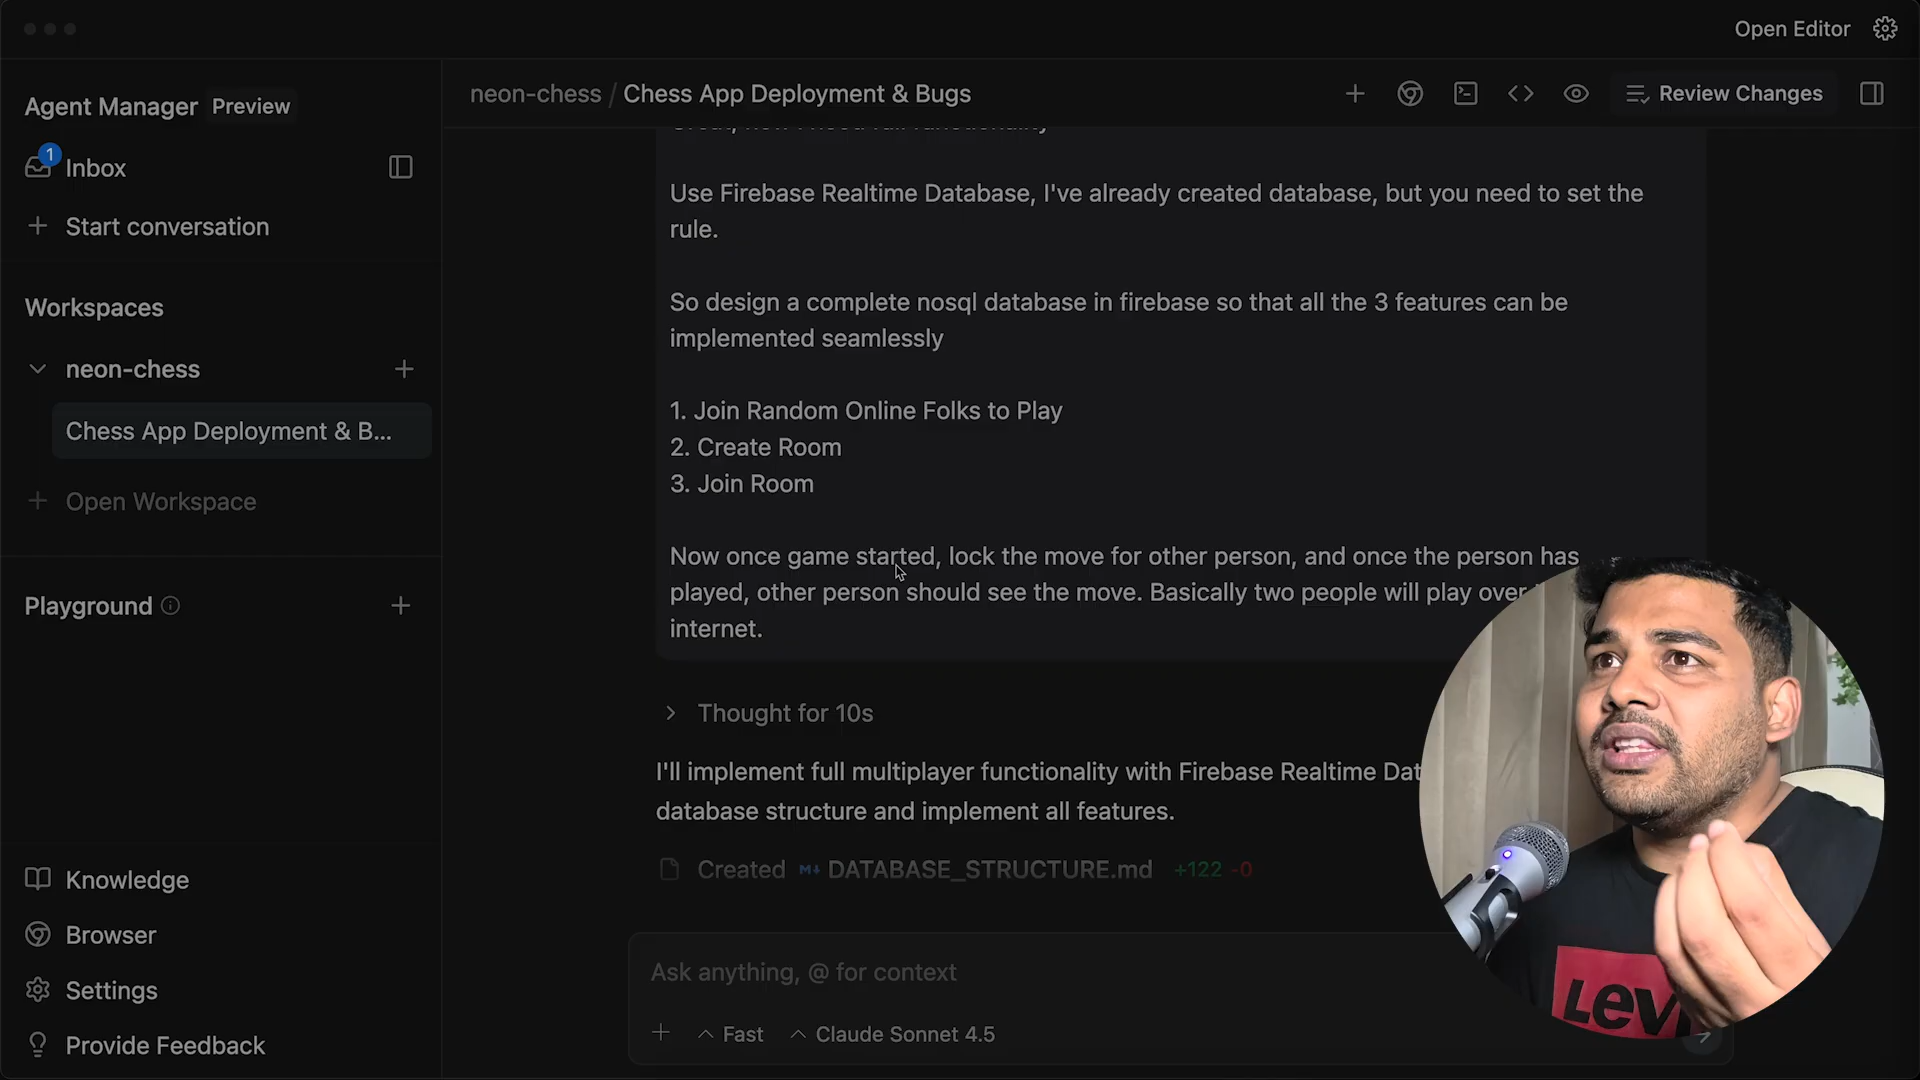 Open Editor
Agent Manager Preview
neon-chess / Chess App Deployment & Bugs
Review Changes
1
Inbox
Start conversation
Workspaces
neon-chess
Chess App Deployment & B...
Open Workspace
Playground
Knowledge
Browser
Settings
Provide Feedback
Use Firebase Realtime Database, I've already created database, but you need to set the
rule.
So design a complete nosql database in firebase so that all the 3 features can be
implemented seamlessly
1. Join Random Online Folks to Play
2. Create Room
3. Join Room
Now once game started, lock the move for other person, and once the person has
played, other person should see the move. Basically two people will play over
internet.
Thought for 10s
I'll implement full multiplayer functionality with Firebase Realtime Dat
database structure and implement all features.
Created DATABASE_STRUCTURE.md +122 -0
Ask anything, @ for context
Fast Claude Sonnet 4.5
Levi